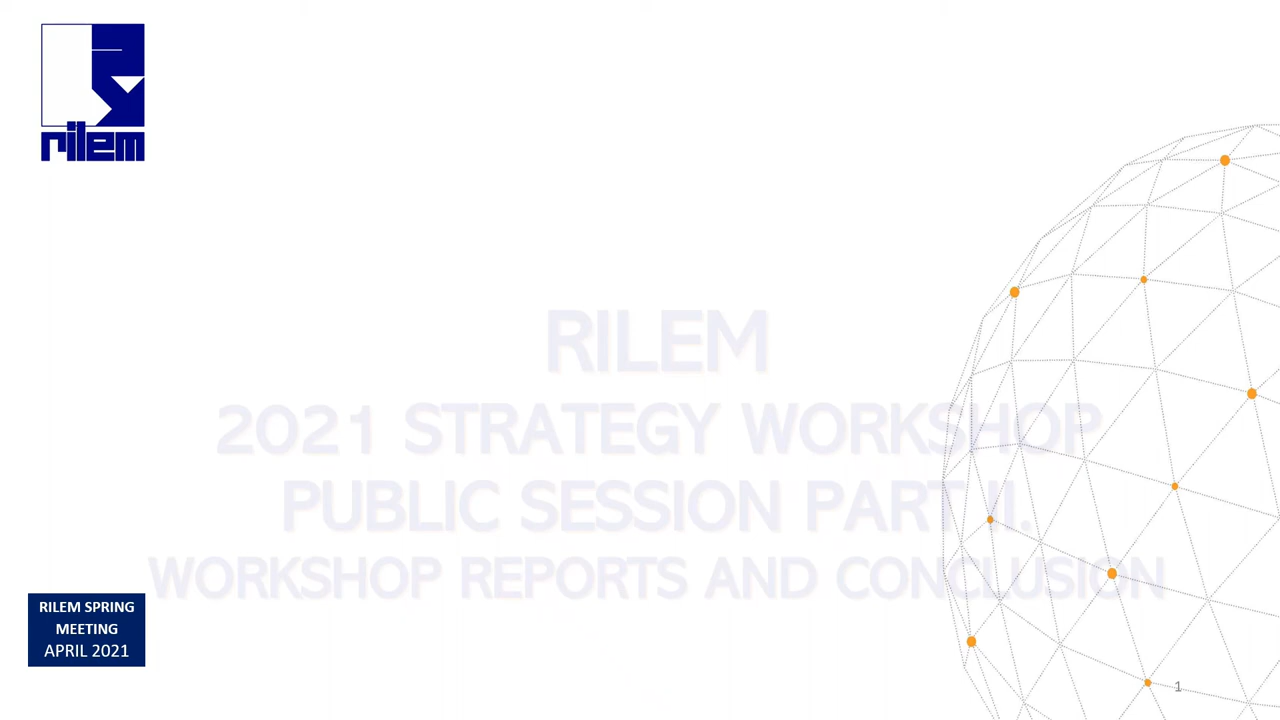 rilem
RILEM
2021 STRATEGY WORKSHOP
PUBLIC SESSION PART II.
WORKSHOP REPORTS AND CONCLUSION
RILEM SPRING
MEETING
APRIL 2021
1